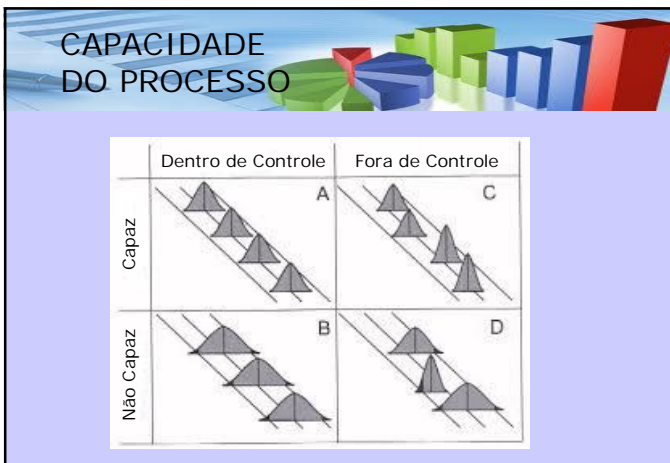 CAPACIDADE
DO PROCESSO
Dentro de Controle
Fora de Controle
Capaz
A
C
Não Capaz
B
D